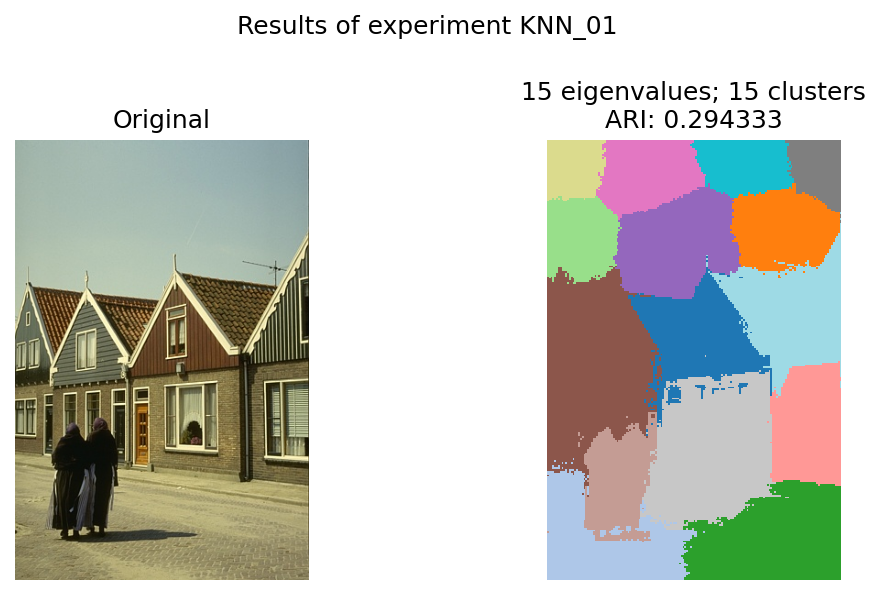 Results of experiment KNN_01
Original
15 eigenvalues; 15 clusters
ARI: 0.294333